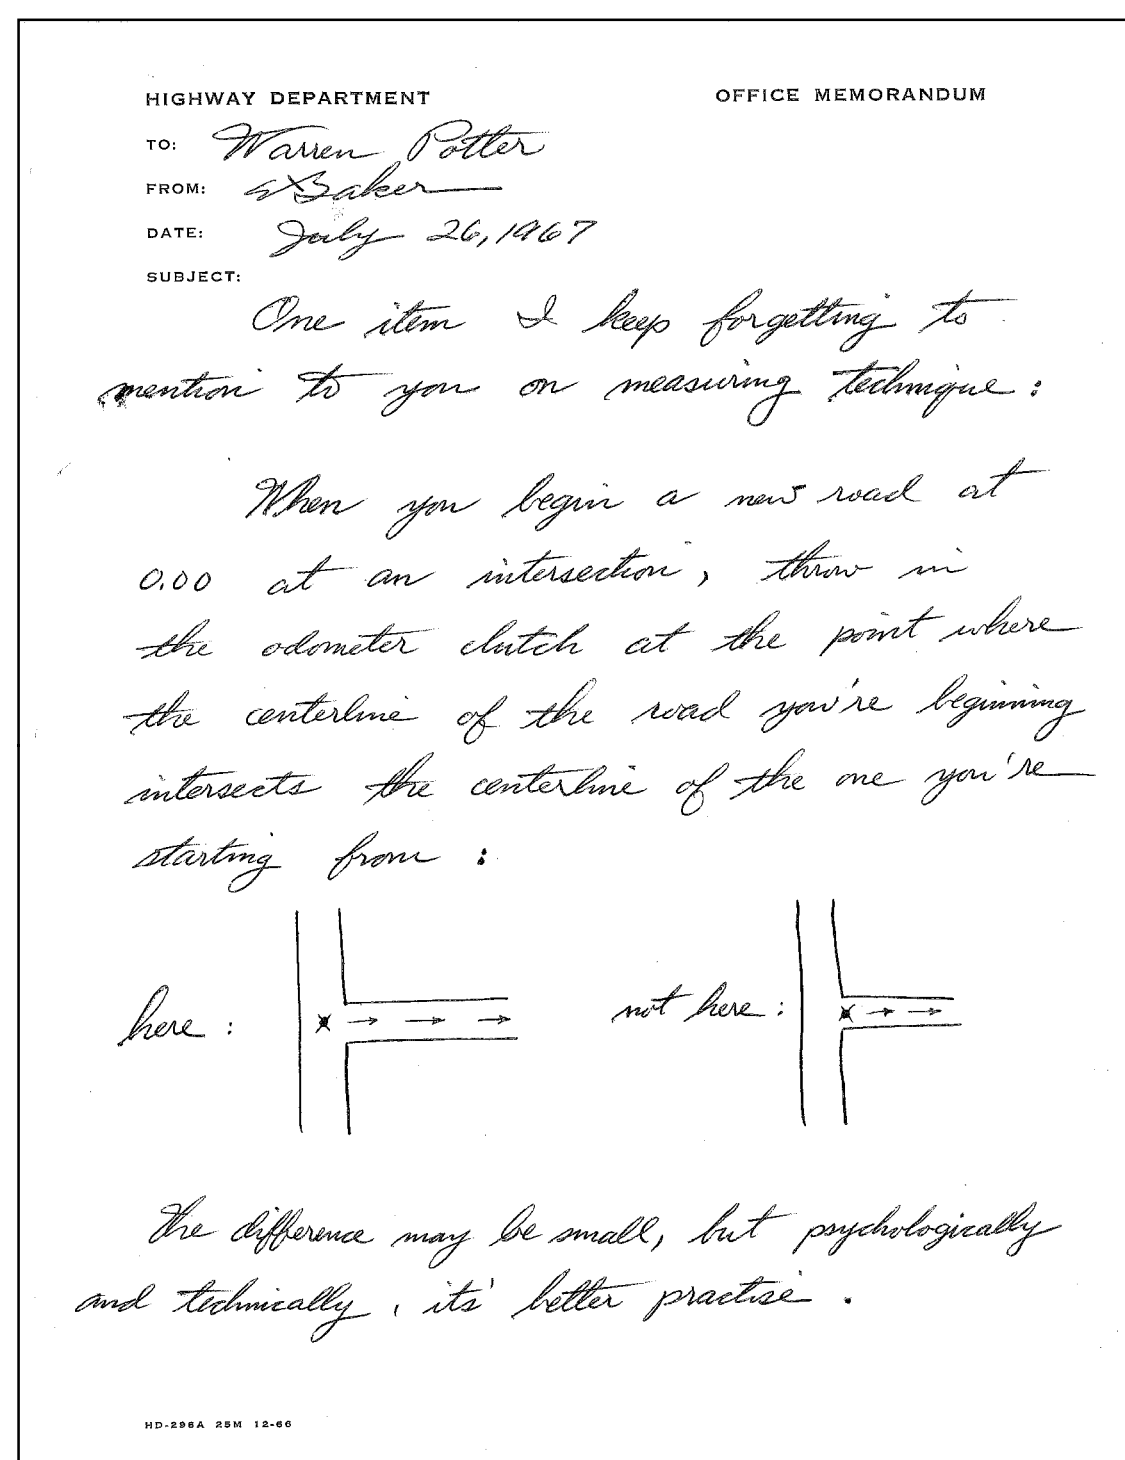 HIGHWAY DEPARTMENT OFFICE MEMORANDUM
TO: Warren Potter
FROM: Baker
DATE: July 26, 1967
SUBJECT:
One item I keep forgetting to
mention to you on measuring technique:
When you begin a new road at
0.00 at an intersection, throw in
the odometer clutch at the point where
the centerline of the road you're beginning
intersects the centerline of the one you're
starting from :
here : not here :
The difference may be small, but psychologically
and technically, it's better practise.
HD-296A 25M 12-66